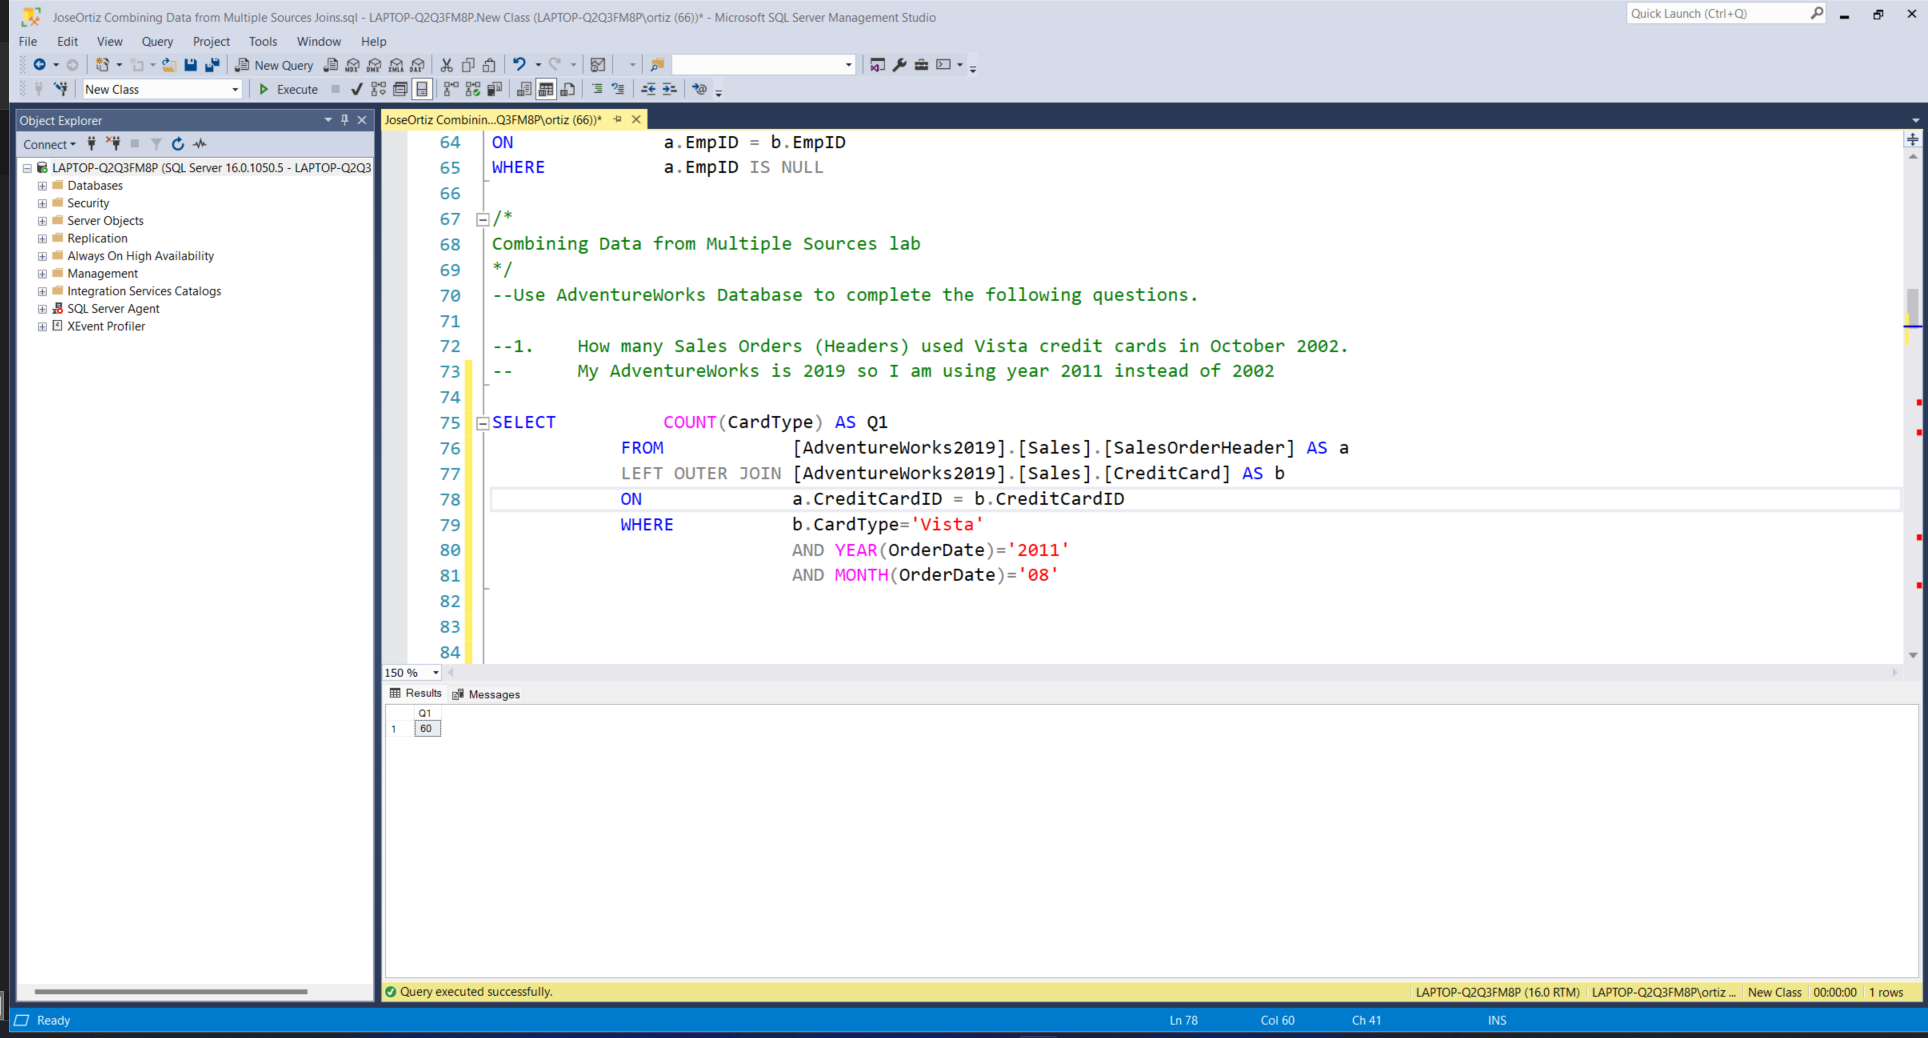 JoseOrtiz Combining Data from Multiple Sources Joins.sql - LAPTOP-Q2Q3FM8P.New Class (LAPTOP-Q2Q3FM8P\ortiz (66))* - Microsoft SQL Server Management Studio
Quick Launch (Ctrl+Q)
File Edit View Query Project Tools Window Help
New Query
New Class
Execute
Object Explorer
JoseOrtiz Combinin...Q3FM8P\ortiz (66))*
Connect
LAPTOP-Q2Q3FM8P (SQL Server 16.0.1050.5 - LAPTOP-Q2Q3
Databases
Security
Server Objects
Replication
Always On High Availability
Management
Integration Services Catalogs
SQL Server Agent
XEvent Profiler
64 ON a.EmpID = b.EmpID
65 WHERE a.EmpID IS NULL
66
67 /*
68 Combining Data from Multiple Sources lab
69 */
70 --Use AdventureWorks Database to complete the following questions.
71
72 --1. How many Sales Orders (Headers) used Vista credit cards in October 2002.
73 -- My AdventureWorks is 2019 so I am using year 2011 instead of 2002
74
75 SELECT COUNT(CardType) AS Q1
76 FROM [AdventureWorks2019].[Sales].[SalesOrderHeader] AS a
77 LEFT OUTER JOIN [AdventureWorks2019].[Sales].[CreditCard] AS b
78 ON a.CreditCardID = b.CreditCardID
79 WHERE b.CardType='Vista'
80 AND YEAR(OrderDate)='2011'
81 AND MONTH(OrderDate)='08'
82
83
84
150 %
Results Messages
Q1
1 60
Query executed successfully.
LAPTOP-Q2Q3FM8P (16.0 RTM) LAPTOP-Q2Q3FM8P\ortiz ... New Class 00:00:00 1 rows
Ready
Ln 78 Col 60 Ch 41 INS